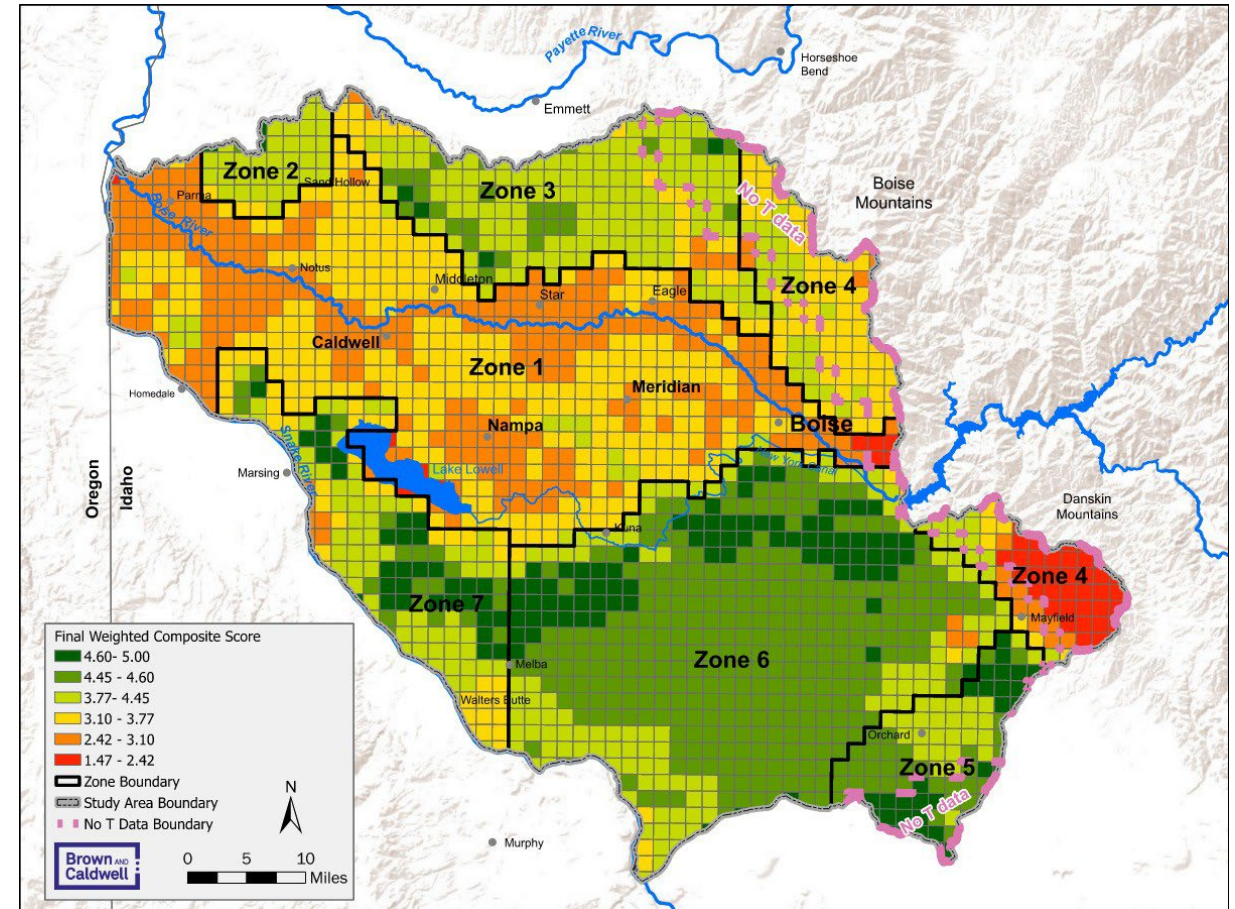 Payette River
Horseshoe
Bend
Emmett
Zone 2
Sand Hollow
Zone 3
Parma
Boise River
No T data
Boise
Mountains
Notus
Middleton
Star
Eagle
Zone 4
Caldwell
Zone 1
Meridian
Homedale
Nampa
Boise
Snake River
Marsing
Lake Lowell
New York Canal
Oregon
Idaho
Kuna
Danskin
Mountains
Zone 4
Zone 7
Mayfield
Melba
Zone 6
Walters Butte
Orchard
Zone 5
No T data
Murphy
Final Weighted Composite Score
4.60- 5.00
4.45 - 4.60
3.77- 4.45
3.10 - 3.77
2.42 - 3.10
1.47 - 2.42
Zone Boundary
Study Area Boundary
No T Data Boundary
N
Brown AND
Caldwell
0 5 10
Miles